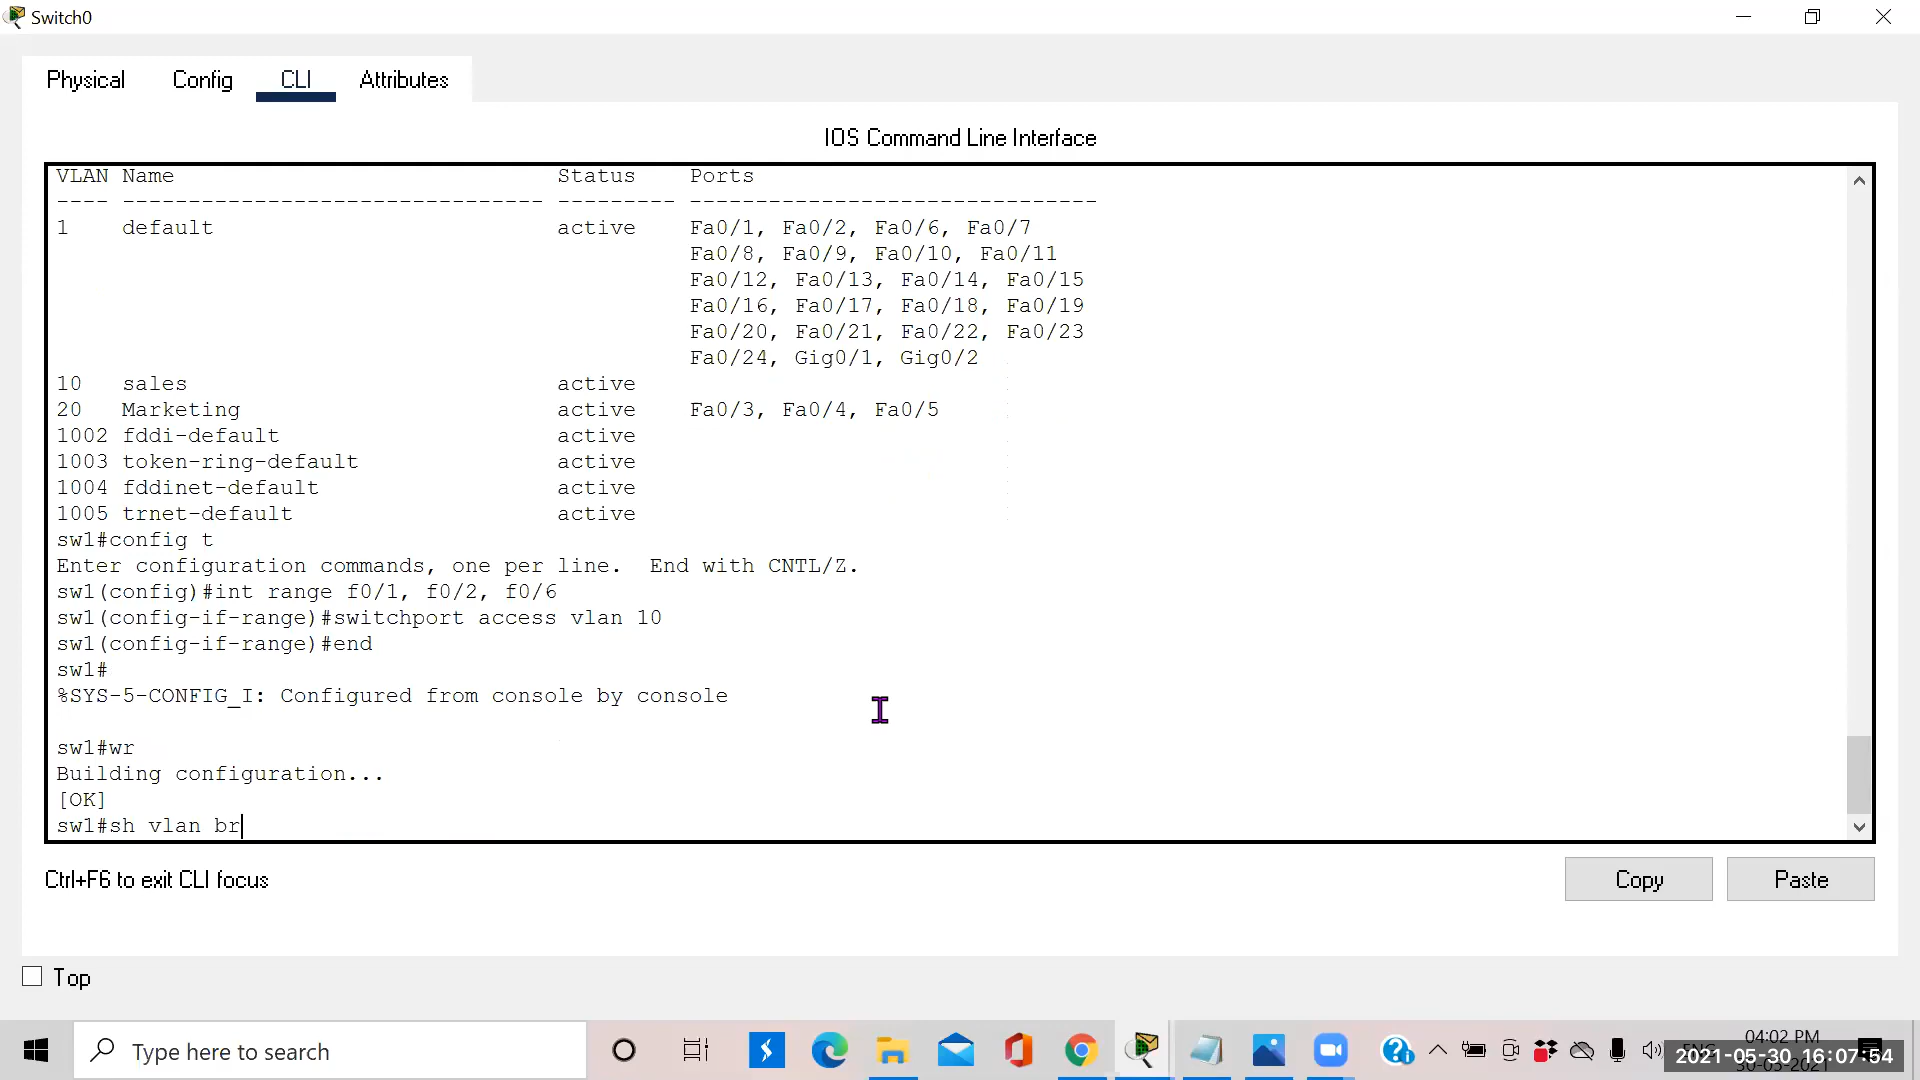 Switch0
Physical Config CLI Attributes
IOS Command Line Interface
VLAN Name Status Ports
---- -------------------------------- --------- -------------------------------
1 default active Fa0/1, Fa0/2, Fa0/6, Fa0/7
Fa0/8, Fa0/9, Fa0/10, Fa0/11
Fa0/12, Fa0/13, Fa0/14, Fa0/15
Fa0/16, Fa0/17, Fa0/18, Fa0/19
Fa0/20, Fa0/21, Fa0/22, Fa0/23
Fa0/24, Gig0/1, Gig0/2
10 sales active
20 Marketing active Fa0/3, Fa0/4, Fa0/5
1002 fddi-default active
1003 token-ring-default active
1004 fddinet-default active
1005 trnet-default active
sw1#config t
Enter configuration commands, one per line. End with CNTL/Z.
sw1(config)#int range f0/1, f0/2, f0/6
sw1(config-if-range)#switchport access vlan 10
sw1(config-if-range)#end
sw1#
%SYS-5-CONFIG_I: Configured from console by console
sw1#wr
Building configuration...
[OK]
sw1#sh vlan br
Ctrl+F6 to exit CLI focus
Copy Paste
Top
Type here to search
04:02 PM
2021-05-30 16:07:54